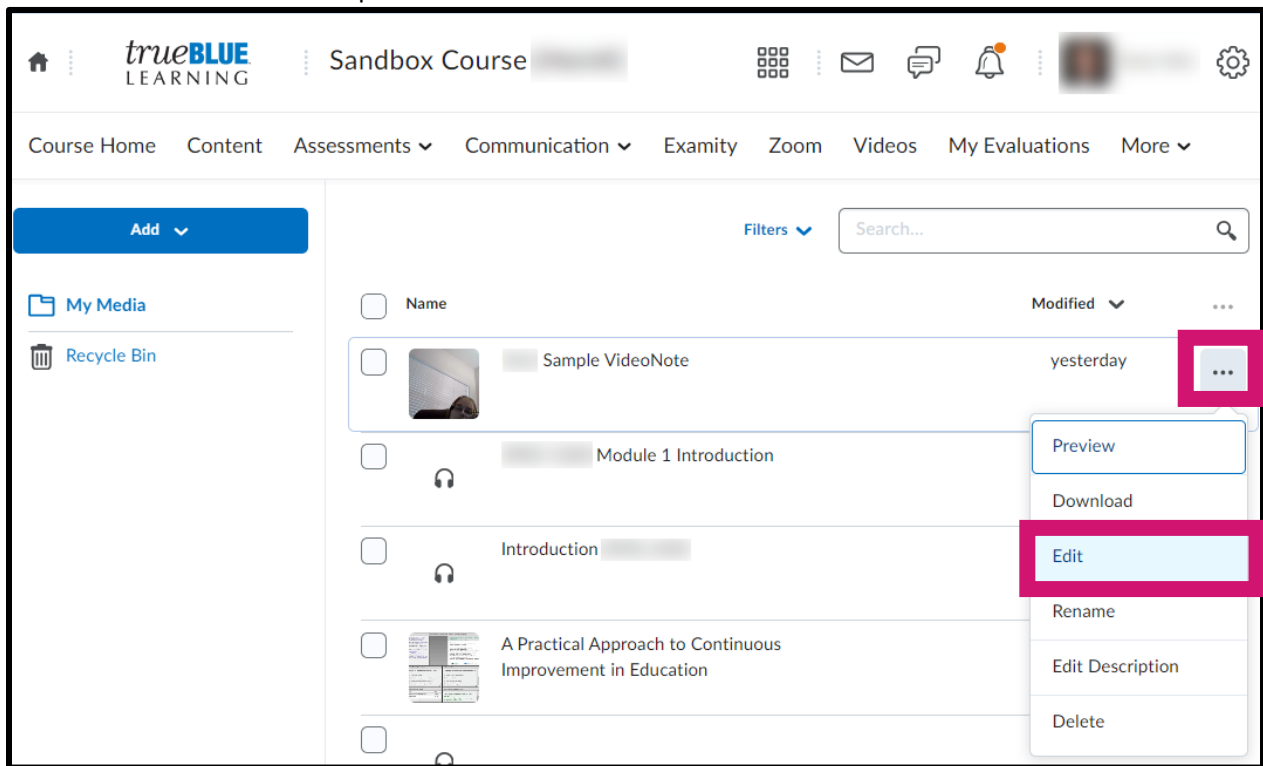 trueBLUE
LEARNING
Sandbox Course
Course Home Content Assessments Communication Examity Zoom Videos My Evaluations More
Add
Filters
Search...
My Media
Recycle Bin
Name Modified
Sample VideoNote yesterday
Module 1 Introduction
Introduction
A Practical Approach to Continuous
Improvement in Education
Preview
Download
Edit
Rename
Edit Description
Delete